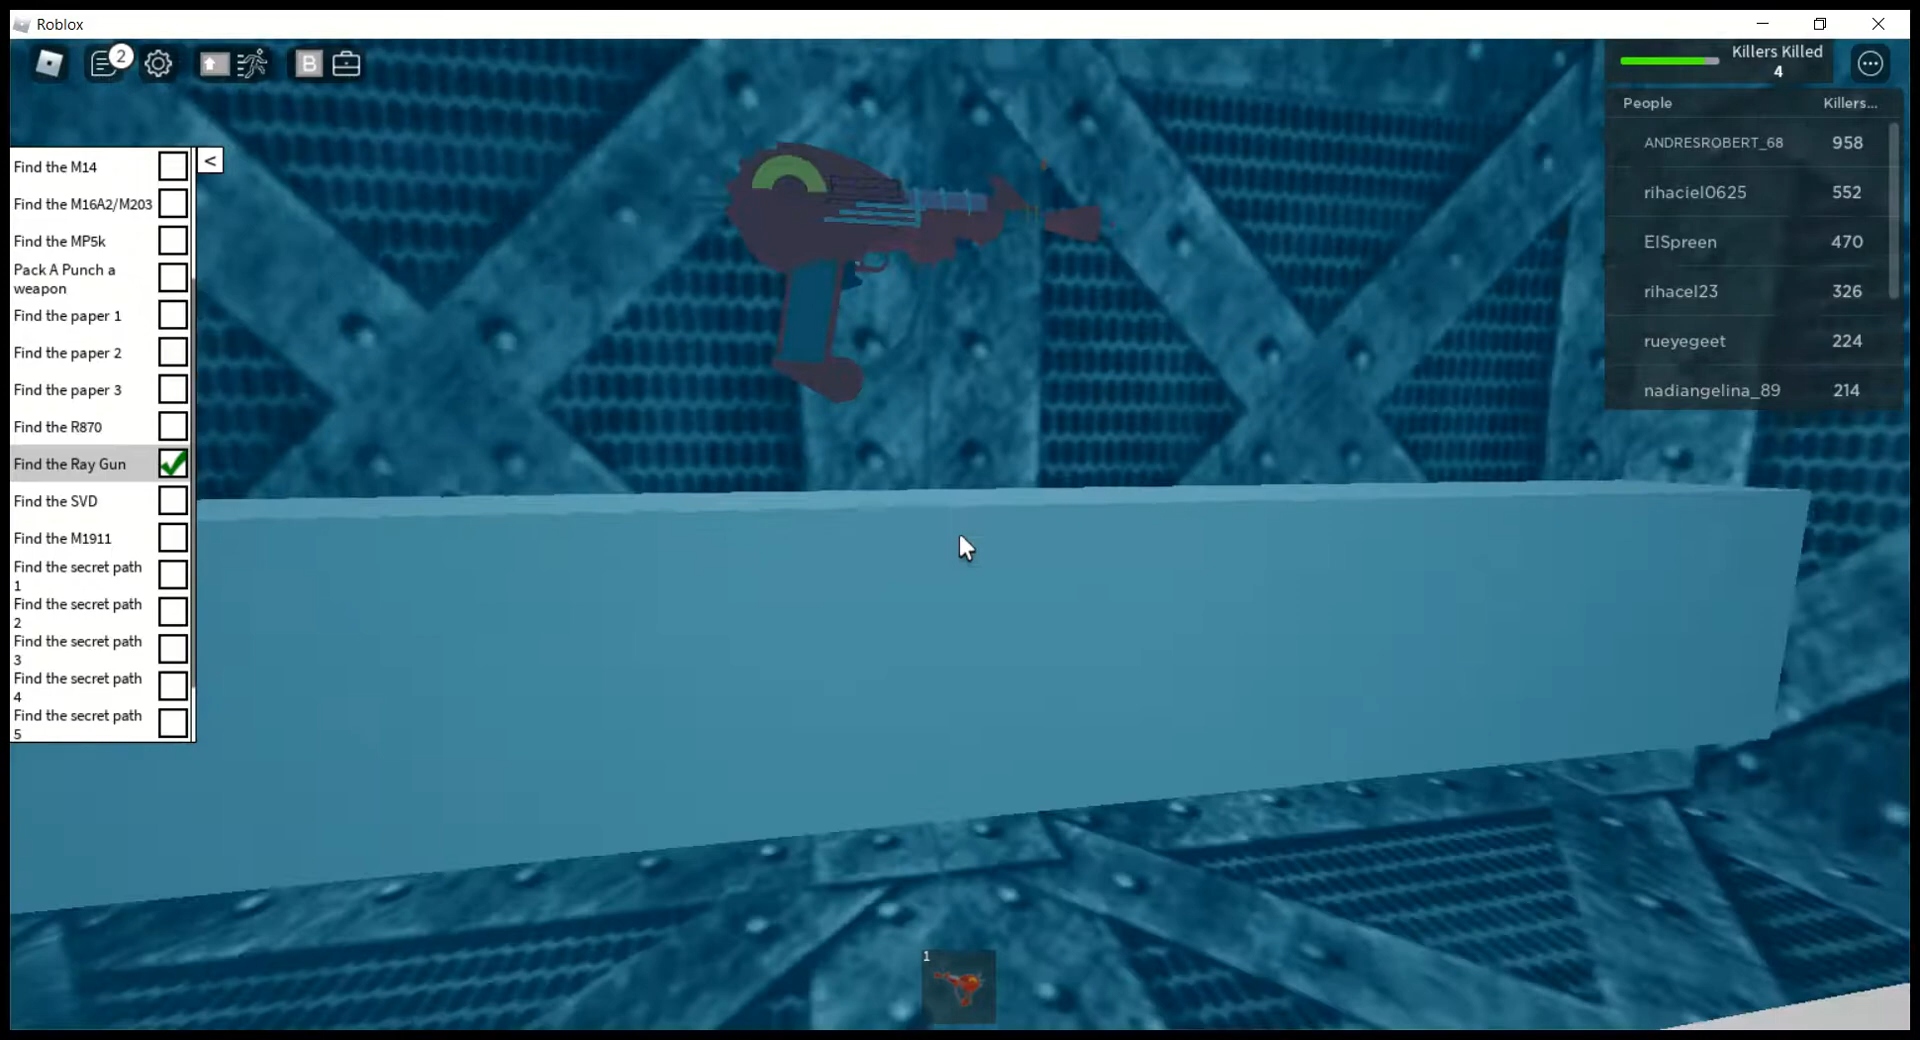 Roblox
2
B
Killers Killed
4
People Killers...
ANDRESROBERT_68 958
rihaciel0625 552
ElSpreen 470
rihacel23 326
rueyegeet 224
nadiangelina_89 214
<
Find the M14
Find the M16A2/M203
Find the MP5k
Pack A Punch a
weapon
Find the paper 1
Find the paper 2
Find the paper 3
Find the R870
Find the Ray Gun
Find the SVD
Find the M1911
Find the secret path
1
Find the secret path
2
Find the secret path
3
Find the secret path
4
Find the secret path
5
1